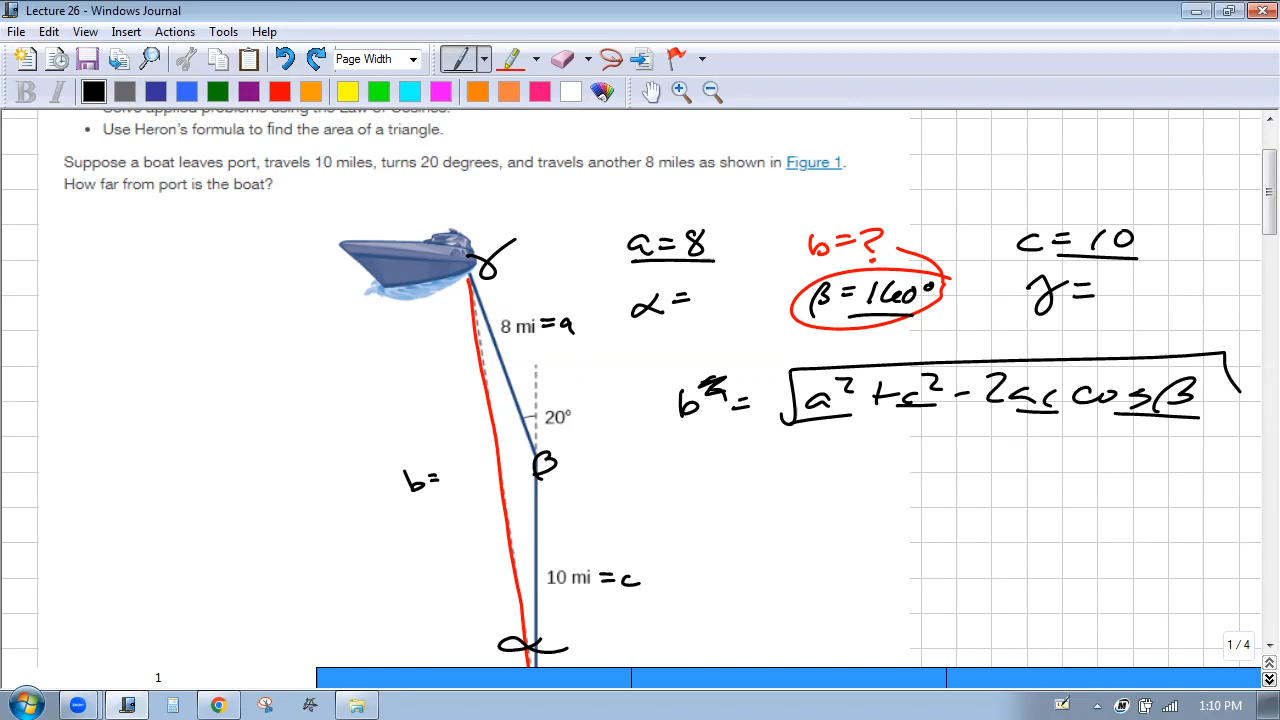 Lecture 26 - Windows Journal
File Edit View Insert Actions Tools Help
Page Width
B I
• Use Heron's formula to find the area of a triangle.
Suppose a boat leaves port, travels 10 miles, turns 20 degrees, and travels another 8 miles as shown in Figure 1.
How far from port is the boat?
γ
a = 8 b = ? c = 10
α = β = 160° γ =
8 mi = a
b = √a² + c² - 2ac cos β
20°
β
b =
10 mi = c
α
1 / 4
1
1:10 PM